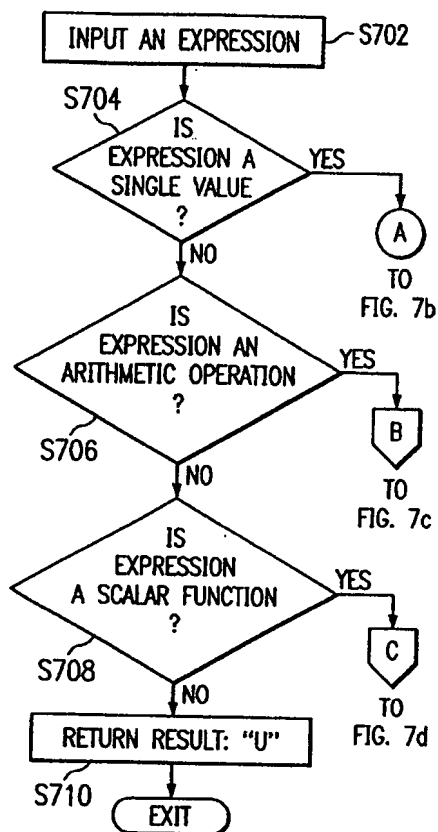 INPUT AN EXPRESSION
S702
S704
IS
EXPRESSION A
SINGLE VALUE
?
YES
A
TO
FIG. 7b
NO
IS
EXPRESSION AN
ARITHMETIC OPERATION
?
YES
S706
B
TO
FIG. 7c
NO
IS
EXPRESSION
A SCALAR FUNCTION
?
YES
S708
C
TO
FIG. 7d
NO
RETURN RESULT: "U"
S710
EXIT